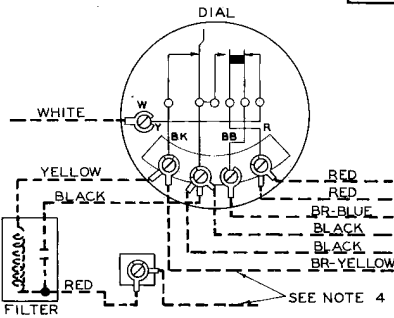 DIAL
WHITE
W
Y
BK
BB
R
YELLOW
BLACK
RED
RED
BR-BLUE
BLACK
BLACK
BR-YELLOW
RED
SEE NOTE 4
FILTER